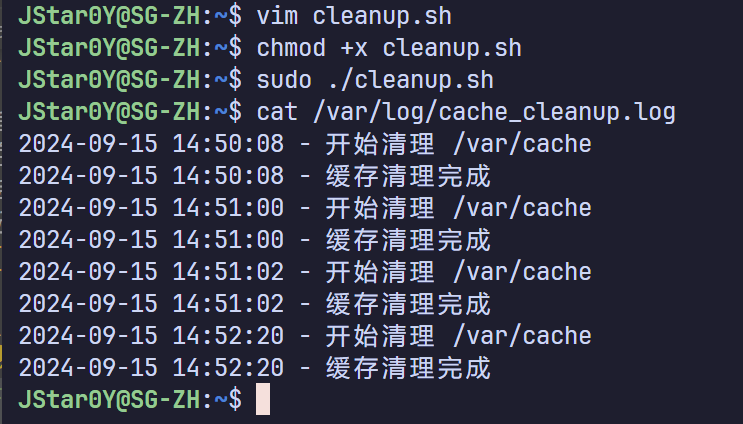 JStar0Y@SG-ZH:~$ vim cleanup.sh
JStar0Y@SG-ZH:~$ chmod +x cleanup.sh
JStar0Y@SG-ZH:~$ sudo ./cleanup.sh
JStar0Y@SG-ZH:~$ cat /var/log/cache_cleanup.log
2024-09-15 14:50:08 - 开始清理 /var/cache
2024-09-15 14:50:08 - 缓存清理完成
2024-09-15 14:51:00 - 开始清理 /var/cache
2024-09-15 14:51:00 - 缓存清理完成
2024-09-15 14:51:02 - 开始清理 /var/cache
2024-09-15 14:51:02 - 缓存清理完成
2024-09-15 14:52:20 - 开始清理 /var/cache
2024-09-15 14:52:20 - 缓存清理完成
JStar0Y@SG-ZH:~$